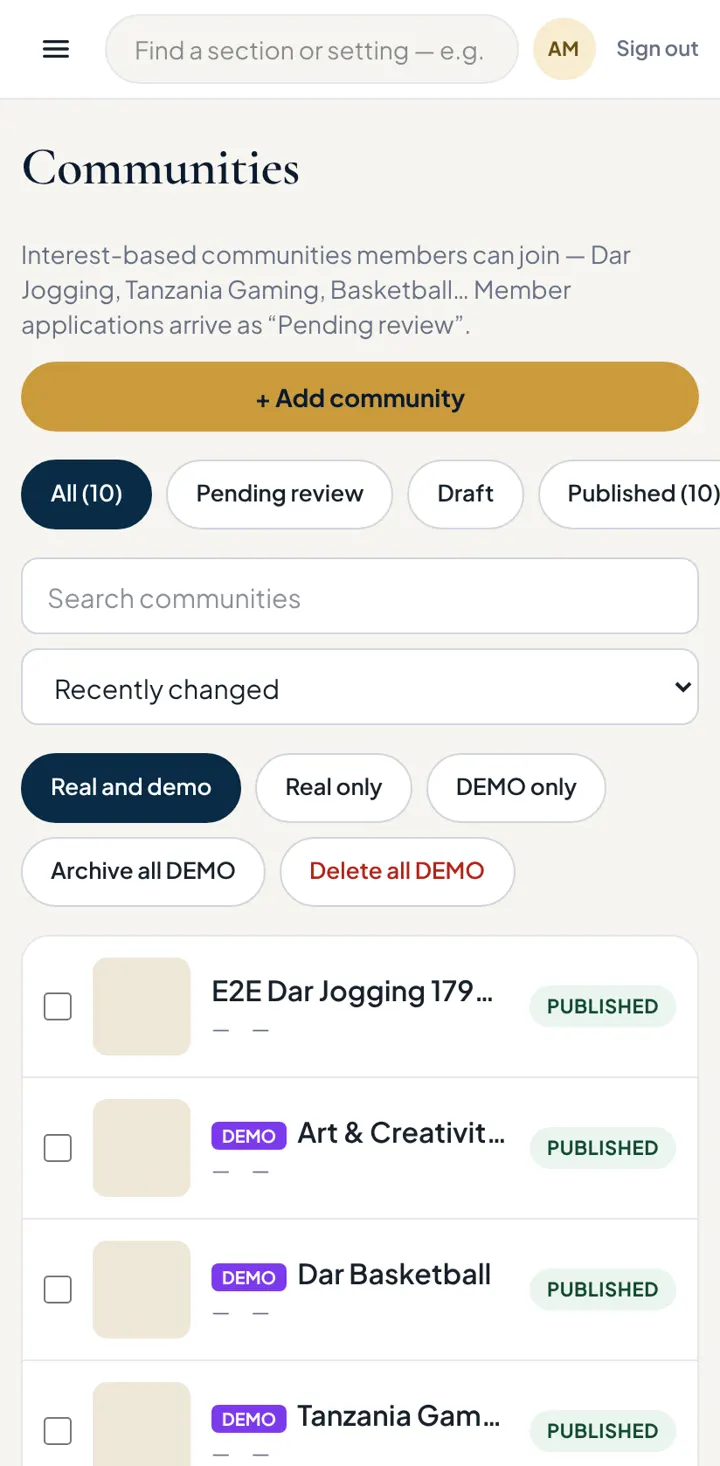 Find a section or setting — e.g.
AM
Sign out
Communities
Interest-based communities members can join — Dar
Jogging, Tanzania Gaming, Basketball… Member
applications arrive as “Pending review”.
+ Add community
All (10)
Pending review
Draft
Published (10)
Search communities
Recently changed
Real and demo
Real only
DEMO only
Archive all DEMO
Delete all DEMO
E2E Dar Jogging 179…
— —
PUBLISHED
DEMO Art & Creativit…
— —
PUBLISHED
DEMO Dar Basketball
— —
PUBLISHED
DEMO Tanzania Gam…
— —
PUBLISHED